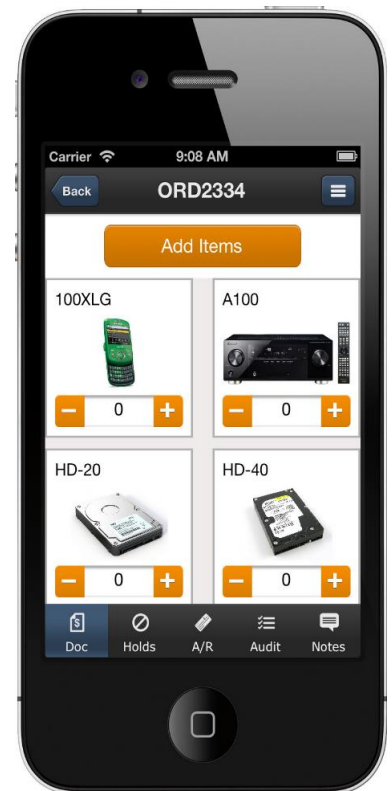 Carrier 9:08 AM
Back ORD2334
Add Items
100XLG A100
0 0
HD-20 HD-40
0 0
Doc Holds A/R Audit Notes